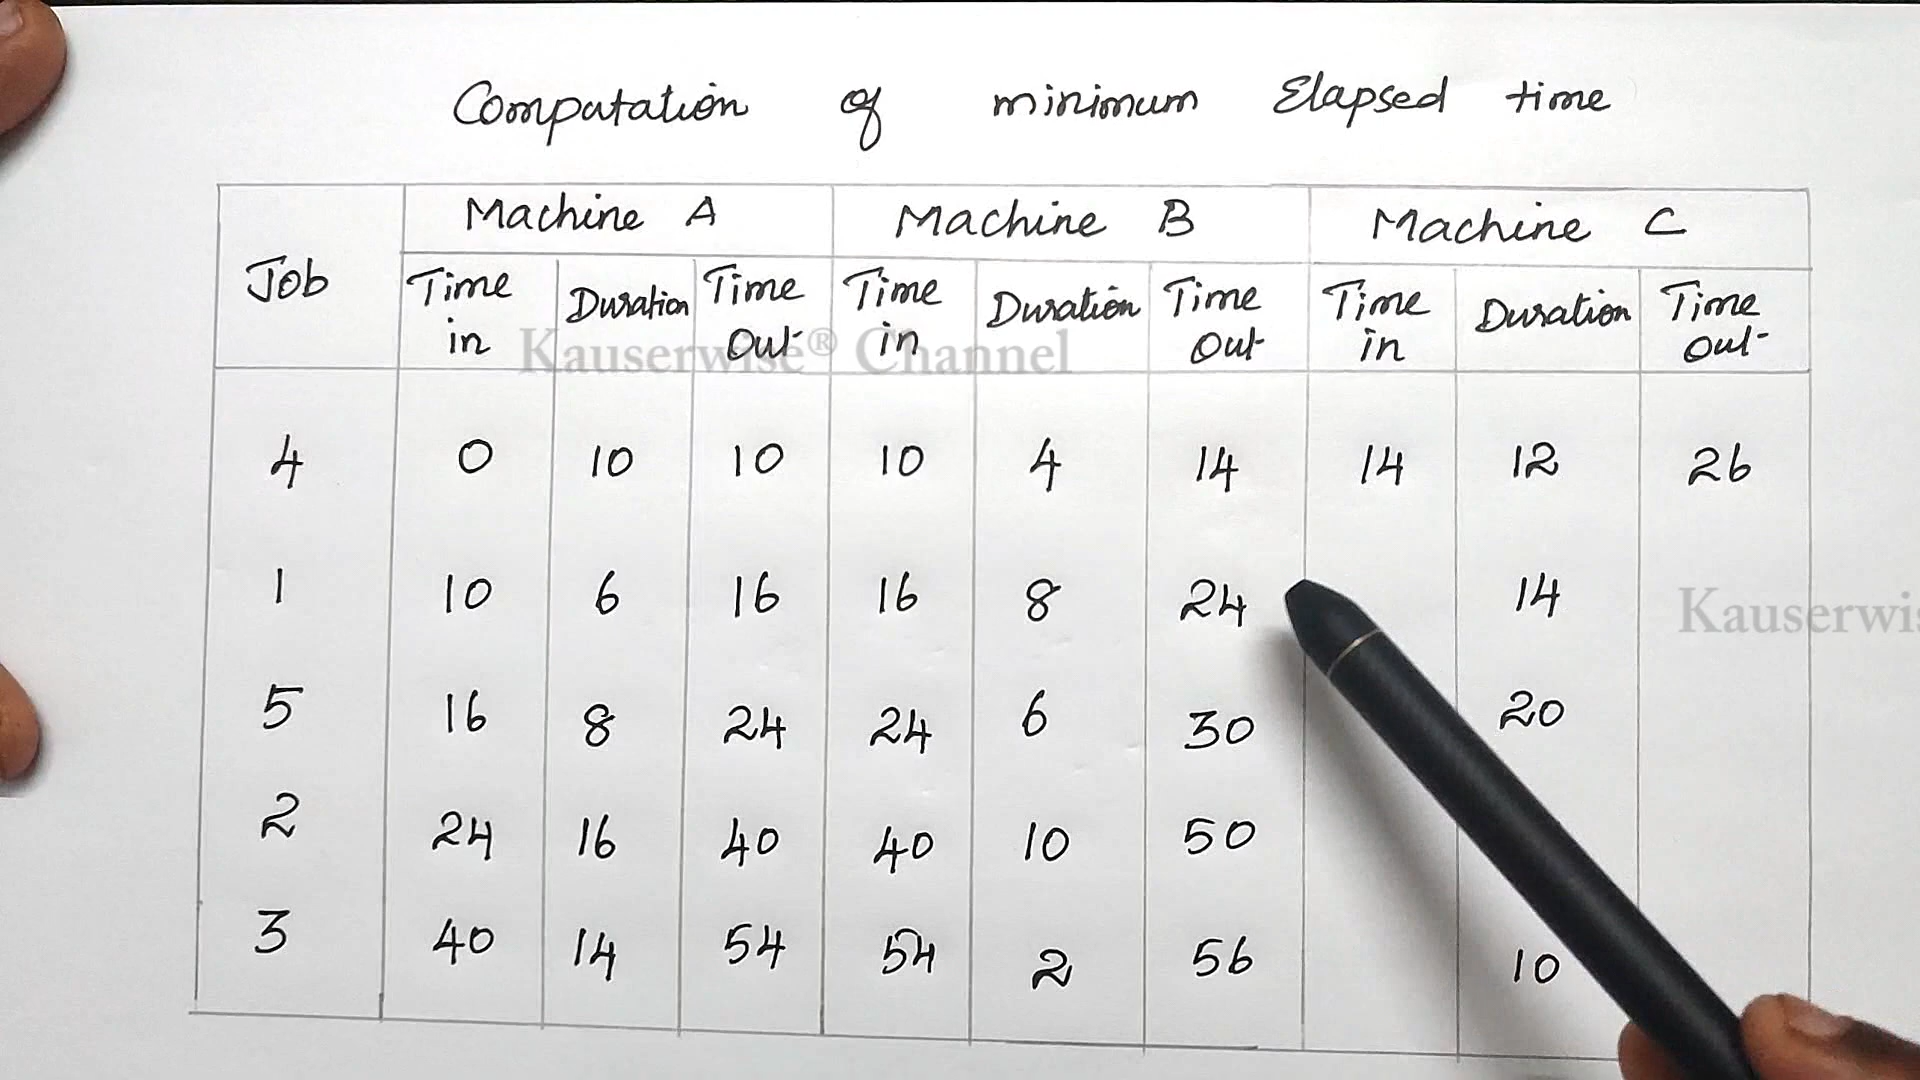 Computation of minimum Elapsed time
Job Machine A Machine B Machine C
Time in Duration Time Out Time in Duration Time Out Time in Duration Time out
Kauserwise® Channel
4 0 10 10 10 4 14 14 12 26
1 10 6 16 16 8 24 14
Kauserwis
5 16 8 24 24 6 30 20
2 24 16 40 40 10 50
3 40 14 54 54 2 56 10